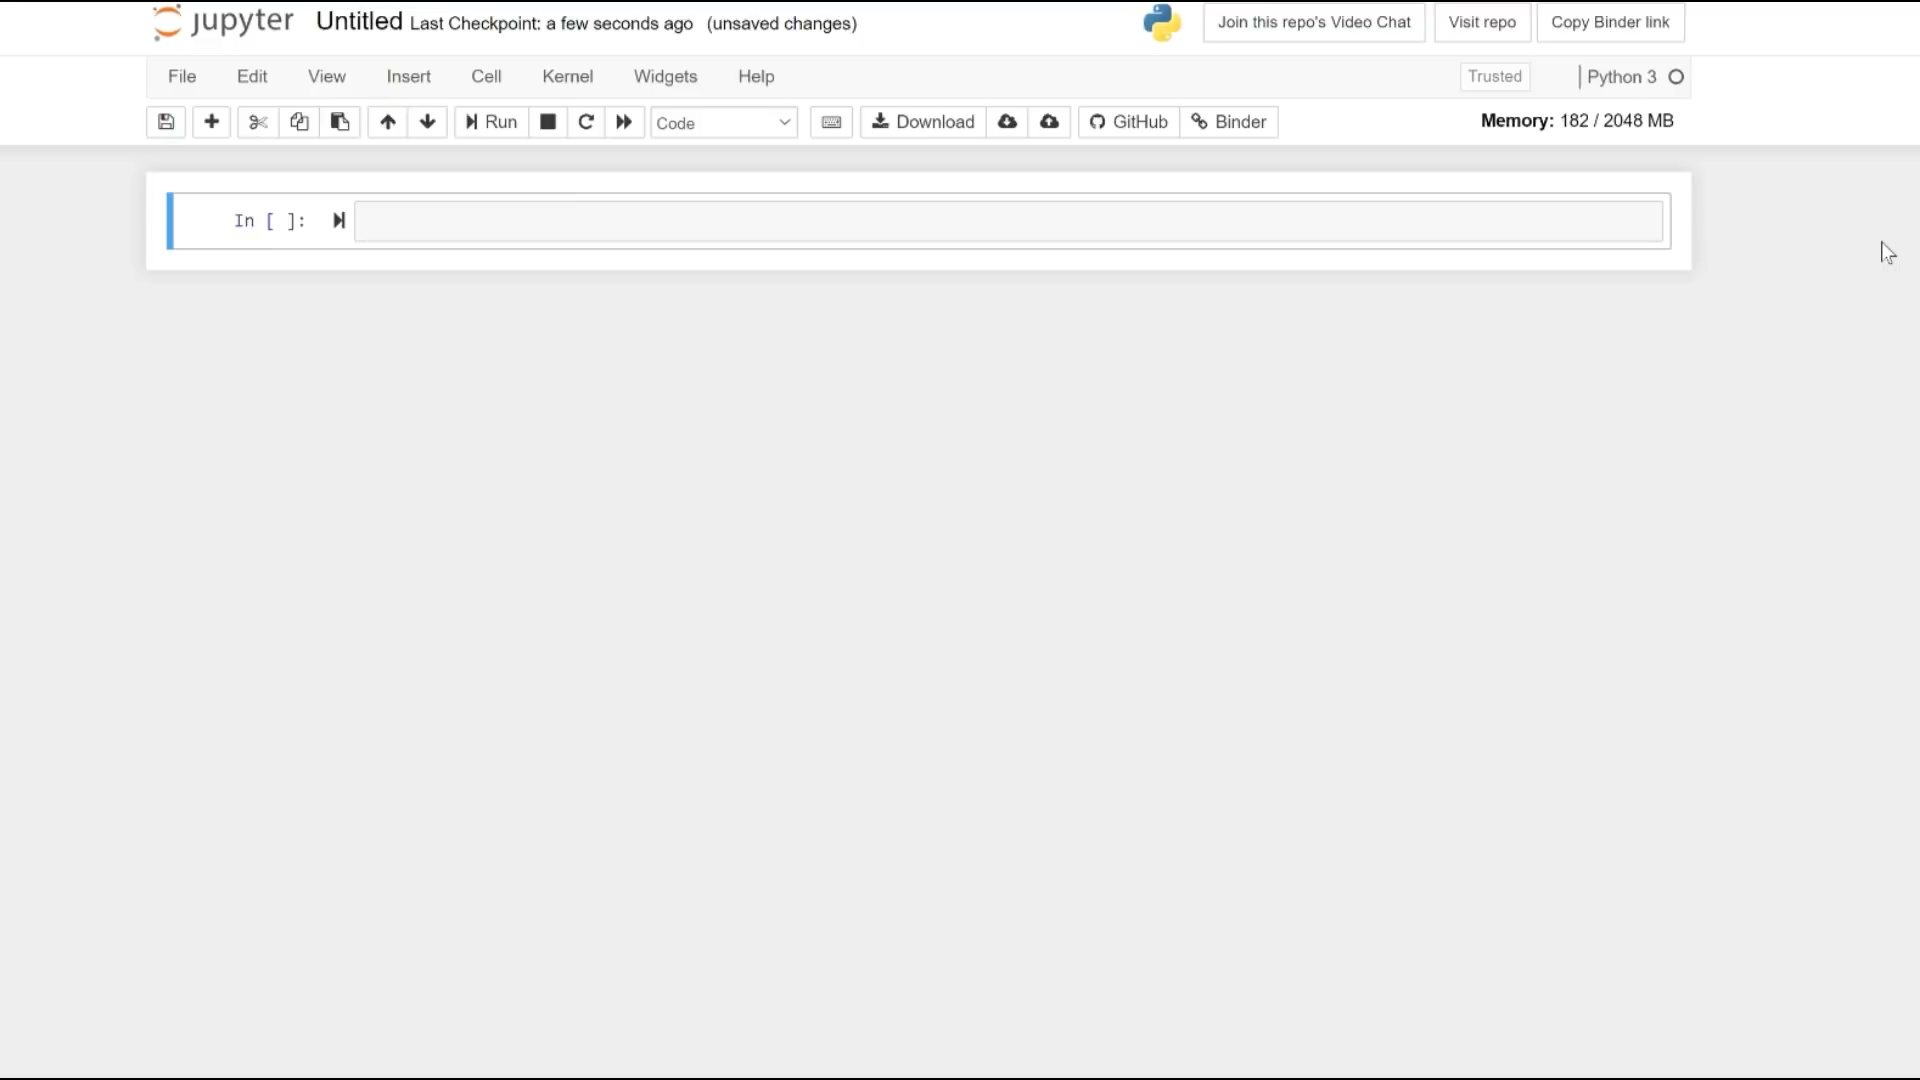 jupyter Untitled Last Checkpoint: a few seconds ago (unsaved changes) Join this repo's Video Chat Visit repo Copy Binder link
File Edit View Insert Cell Kernel Widgets Help Trusted Python 3
Run Code Download GitHub Binder Memory: 182 / 2048 MB
In [ ]: